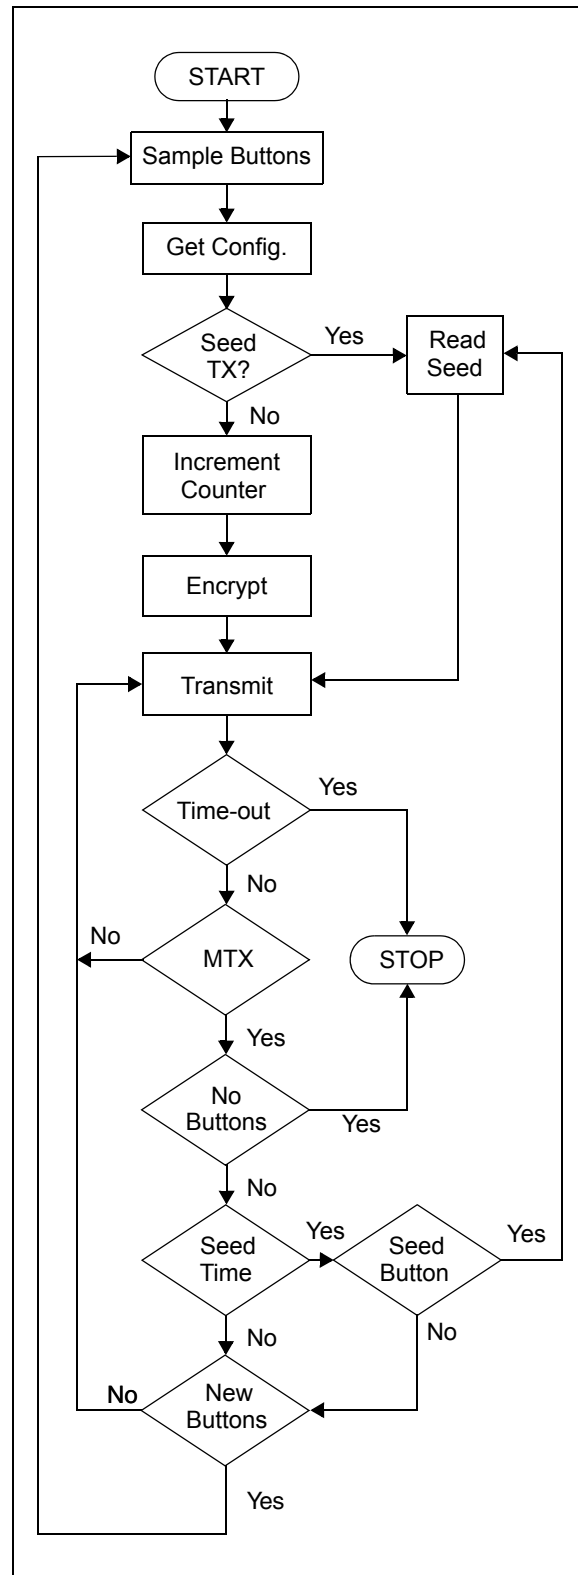 START
Sample Buttons
Get Config.
Seed
TX?
Yes
Read
Seed
No
Increment
Counter
Encrypt
Transmit
Time-out
Yes
No
No
MTX
STOP
Yes
No
Buttons
Yes
No
Seed
Time
Yes
Seed
Button
Yes
No
No
New
Buttons
No
Yes